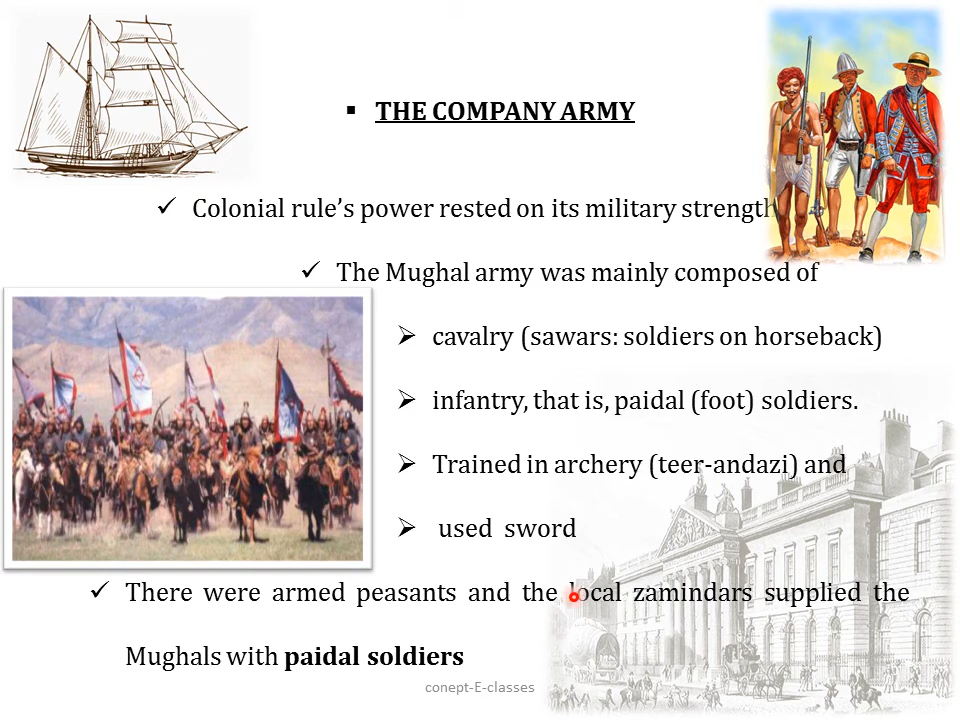 ▪ THE COMPANY ARMY
✓ Colonial rule’s power rested on its military strength
✓ The Mughal army was mainly composed of
➢ cavalry (sawars: soldiers on horseback)
➢ infantry, that is, paidal (foot) soldiers.
➢ Trained in archery (teer-andazi) and
➢ used sword
✓ There were armed peasants and the local zamindars supplied the
Mughals with paidal soldiers
conept-E-classes